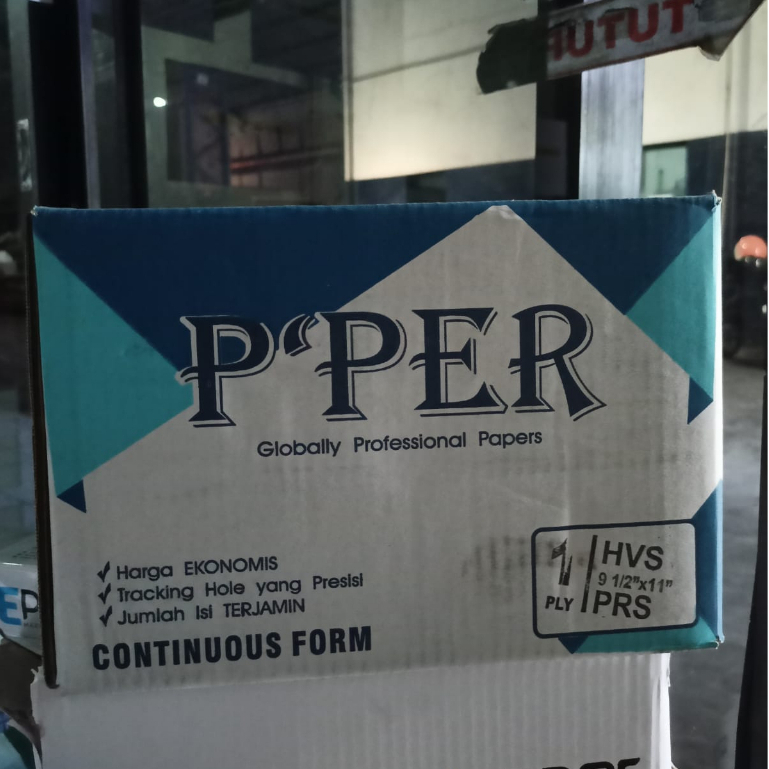 P'PER
Globally Professional Papers
✓ Harga EKONOMIS
✓ Tracking Hole yang Presisi
✓ Jumlah Isi TERJAMIN
CONTINUOUS FORM
1
PLY
HVS
9 1/2"x11"
PRS
EP